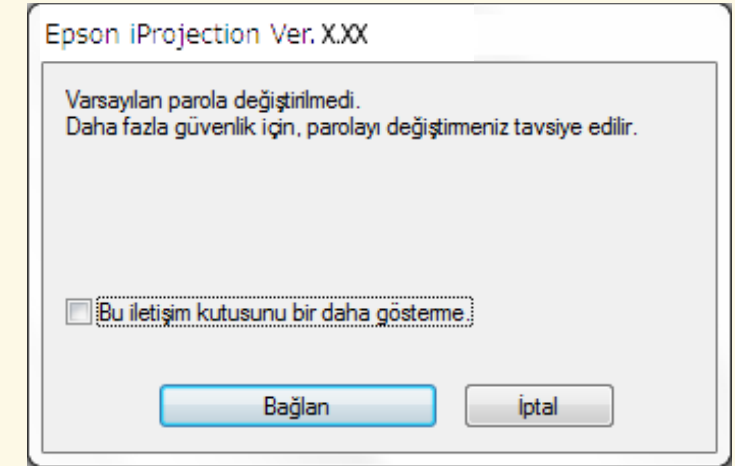 Epson iProjection Ver. X.XX
Varsayılan parola değiştirilmedi.
Daha fazla güvenlik için, parolayı değiştirmeniz tavsiye edilir.
Bu iletişim kutusunu bir daha gösterme.
Bağlan
İptal